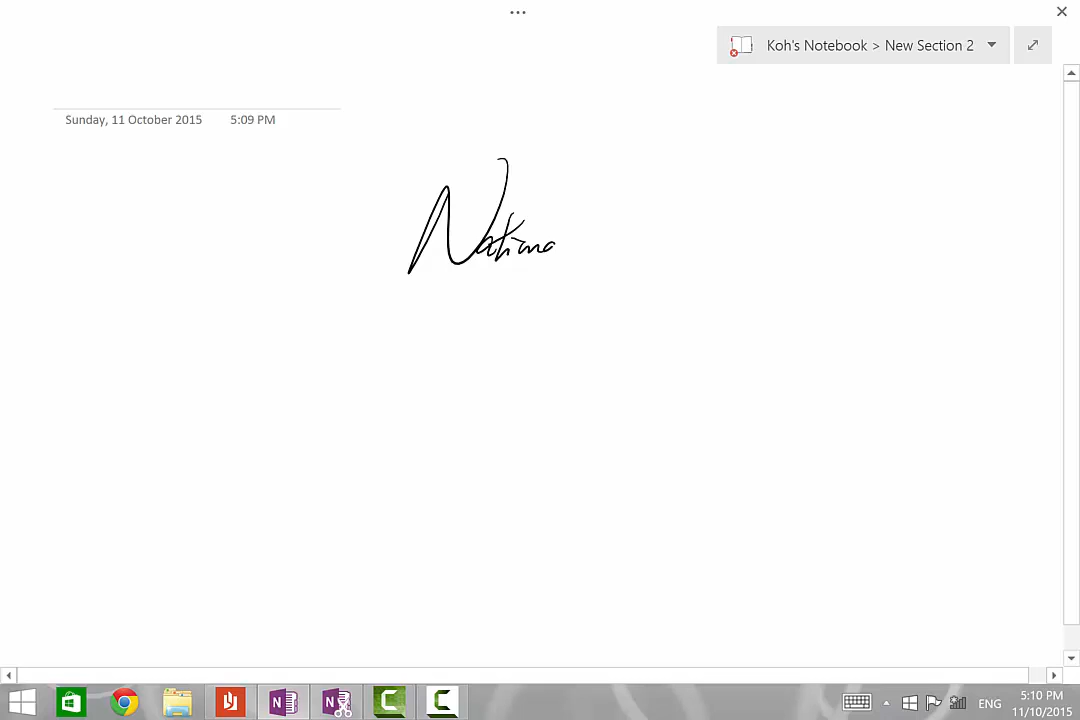 Koh's Notebook > New Section 2
Sunday, 11 October 2015 5:09 PM
ENG
5:10 PM
11/10/2015